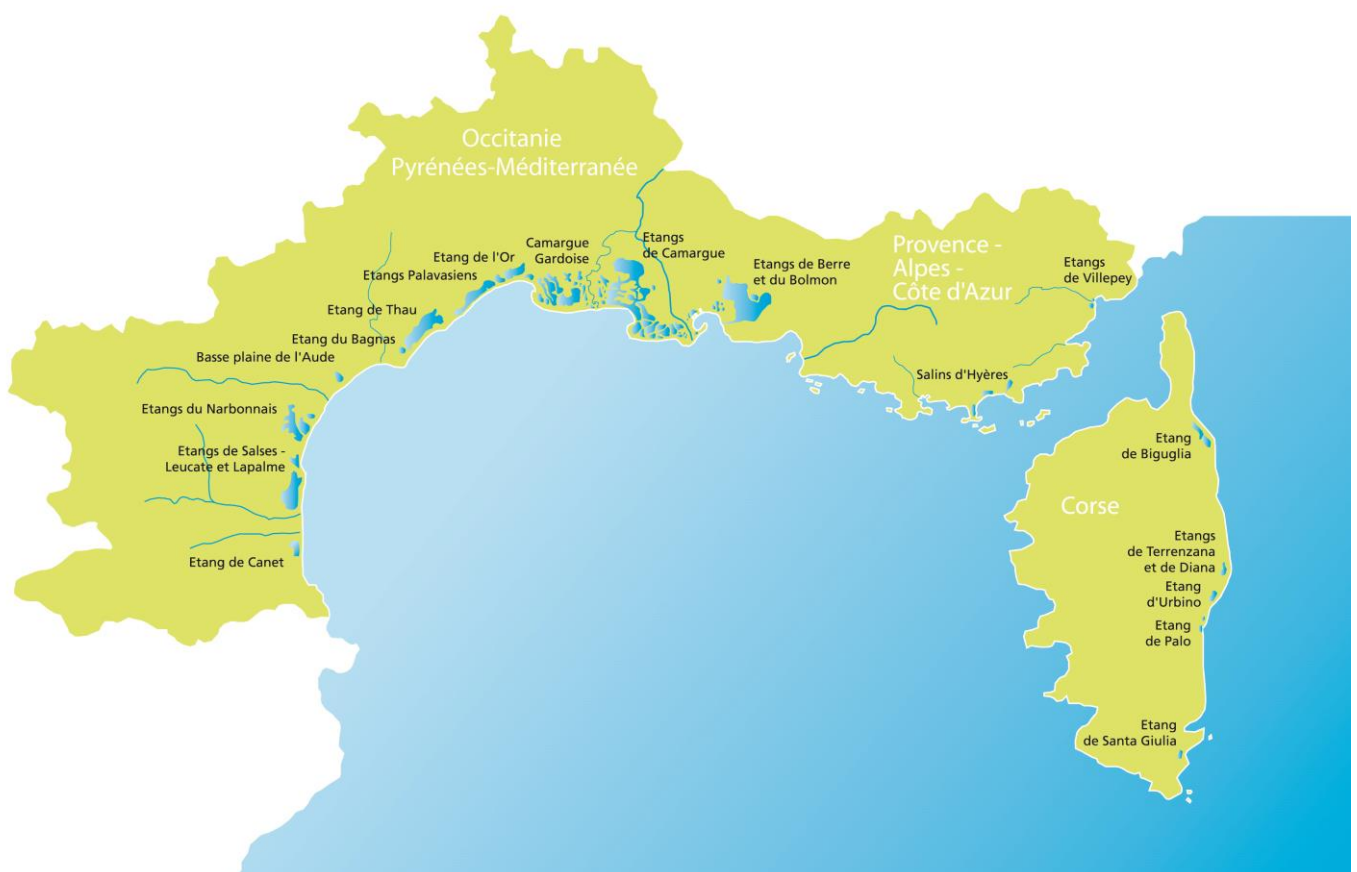 Occitanie
Pyrénées-Méditerranée
Provence -
Alpes -
Côte d'Azur
Corse
Etang de l'Or
Camargue
Gardoise
Etangs
de Camargue
Etangs de Berre
et du Bolmon
Etangs
de Villepey
Etangs Palavasiens
Etang de Thau
Etang du Bagnas
Basse plaine de l'Aude
Etangs du Narbonnais
Etangs de Salses -
Leucate et Lapalme
Etang de Canet
Salins d'Hyères
Etang
de Biguglia
Etangs
de Terrenzana
et de Diana
Etang
d'Urbino
Etang
de Palo
Etang
de Santa Giulia